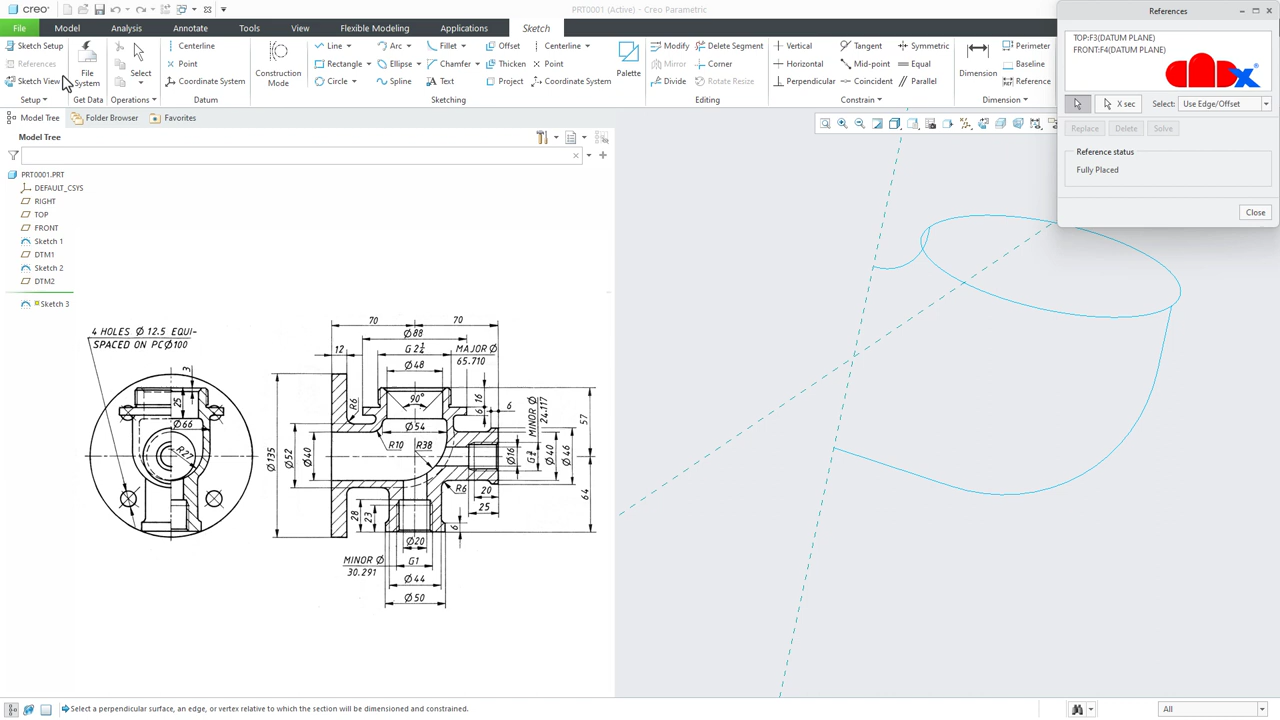 creo
PRT0001 (Active) - Creo Parametric
File Model Analysis Annotate Tools View Flexible Modeling Applications Sketch
Sketch Setup
References
Sketch View
Setup
File System
Get Data
Select
Operations
Centerline
Point
Coordinate System
Datum
Construction Mode
Line Arc Fillet Offset Centerline
Rectangle Ellipse Chamfer Thicken Point
Circle Spline Text Project Coordinate System
Palette
Sketching
Modify Delete Segment
Mirror Corner
Divide Rotate Resize
Editing
Vertical Tangent Symmetric
Horizontal Mid-point Equal
Perpendicular Coincident Parallel
Constrain
Dimension
Perimeter
Baseline
Reference
Dimension
References
TOP:F3(DATUM PLANE)
FRONT:F4(DATUM PLANE)
X sec Select: Use Edge/Offset
Replace Delete Solve
Reference status
Fully Placed
Close
Model Tree Folder Browser Favorites
Model Tree
PRT0001.PRT
DEFAULT_CSYS
RIGHT
TOP
FRONT
Sketch 1
DTM1
Sketch 2
DTM2
Sketch 3
4 HOLES Ø 12.5 EQUI-
SPACED ON PCØ100
3
25
Ø66
R27
70 70
Ø88
12 G 2¼ MAJOR Ø
65.710
Ø48
R6
90°
16
6
6
MINOR Ø
24.117
57
Ø54
R10 R38
Ø135
Ø52
Ø40
Ø16
G¾
Ø40
Ø46
R6
20
25
64
28
23
6
Ø20
MINOR Ø
30.291
G1
Ø44
Ø50
Select a perpendicular surface, an edge, or vertex relative to which the section will be dimensioned and constrained.
All